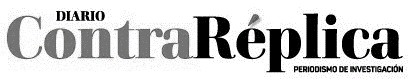 DIARIO
ContraRéplica
PERIODISMO DE INVESTIGACIÓN